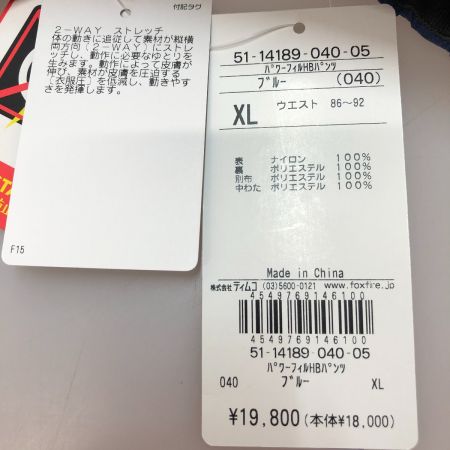 付記タグ
2-WAY ストレッチ
体の動きに追従して素材が縦横
両方向(2-WAY)にストレ
ッチし、動作に必要なゆとりを
生みます。動作によって皮膚が
伸び、素材が皮膚を圧迫する
(衣服圧)を低減し、動きやす
さを発揮します。
F15
51-14189-040-05
パワーフィルHBパンツ
ブルー (040)
XL ウエスト 86~92
表 ナイロン 100%
裏 ポリエステル 100%
別布 ポリエステル 100%
中わた ポリエステル 100%
Made in China
株式会社 ティムコ (03)5600-0121 www.foxfire.jp
4549769146100
51-14189-040-05
パワーフィルHBパンツ
040 ブルー XL
¥19,800(本体¥18,000)